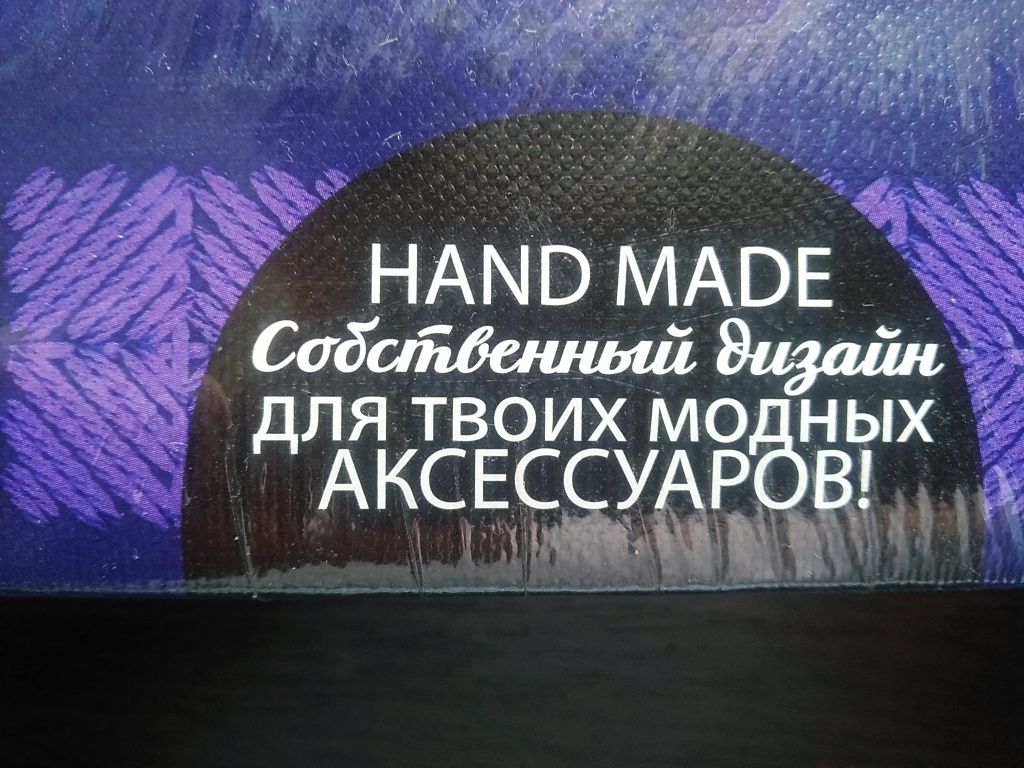 HAND MADE
Собственный дизайн
ДЛЯ ТВОИХ МОДНЫХ
АКСЕССУАРОВ!